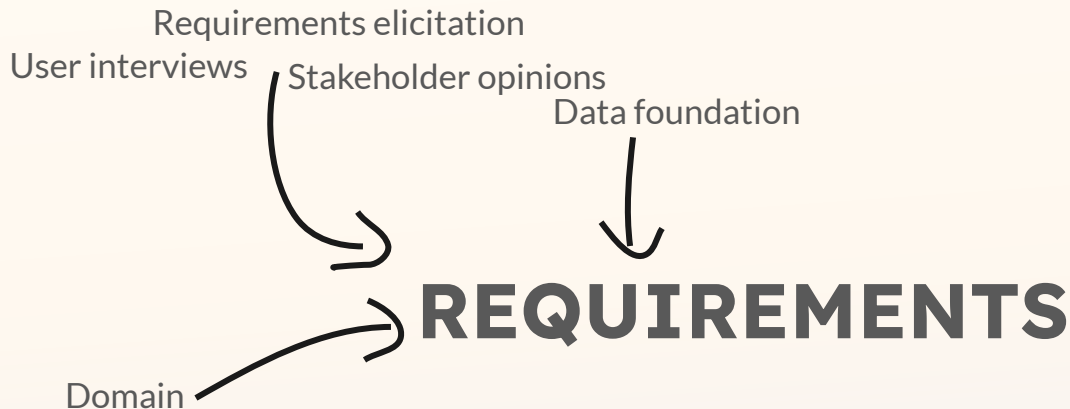 Requirements elicitation
User interviews
Stakeholder opinions
Data foundation
REQUIREMENTS
Domain